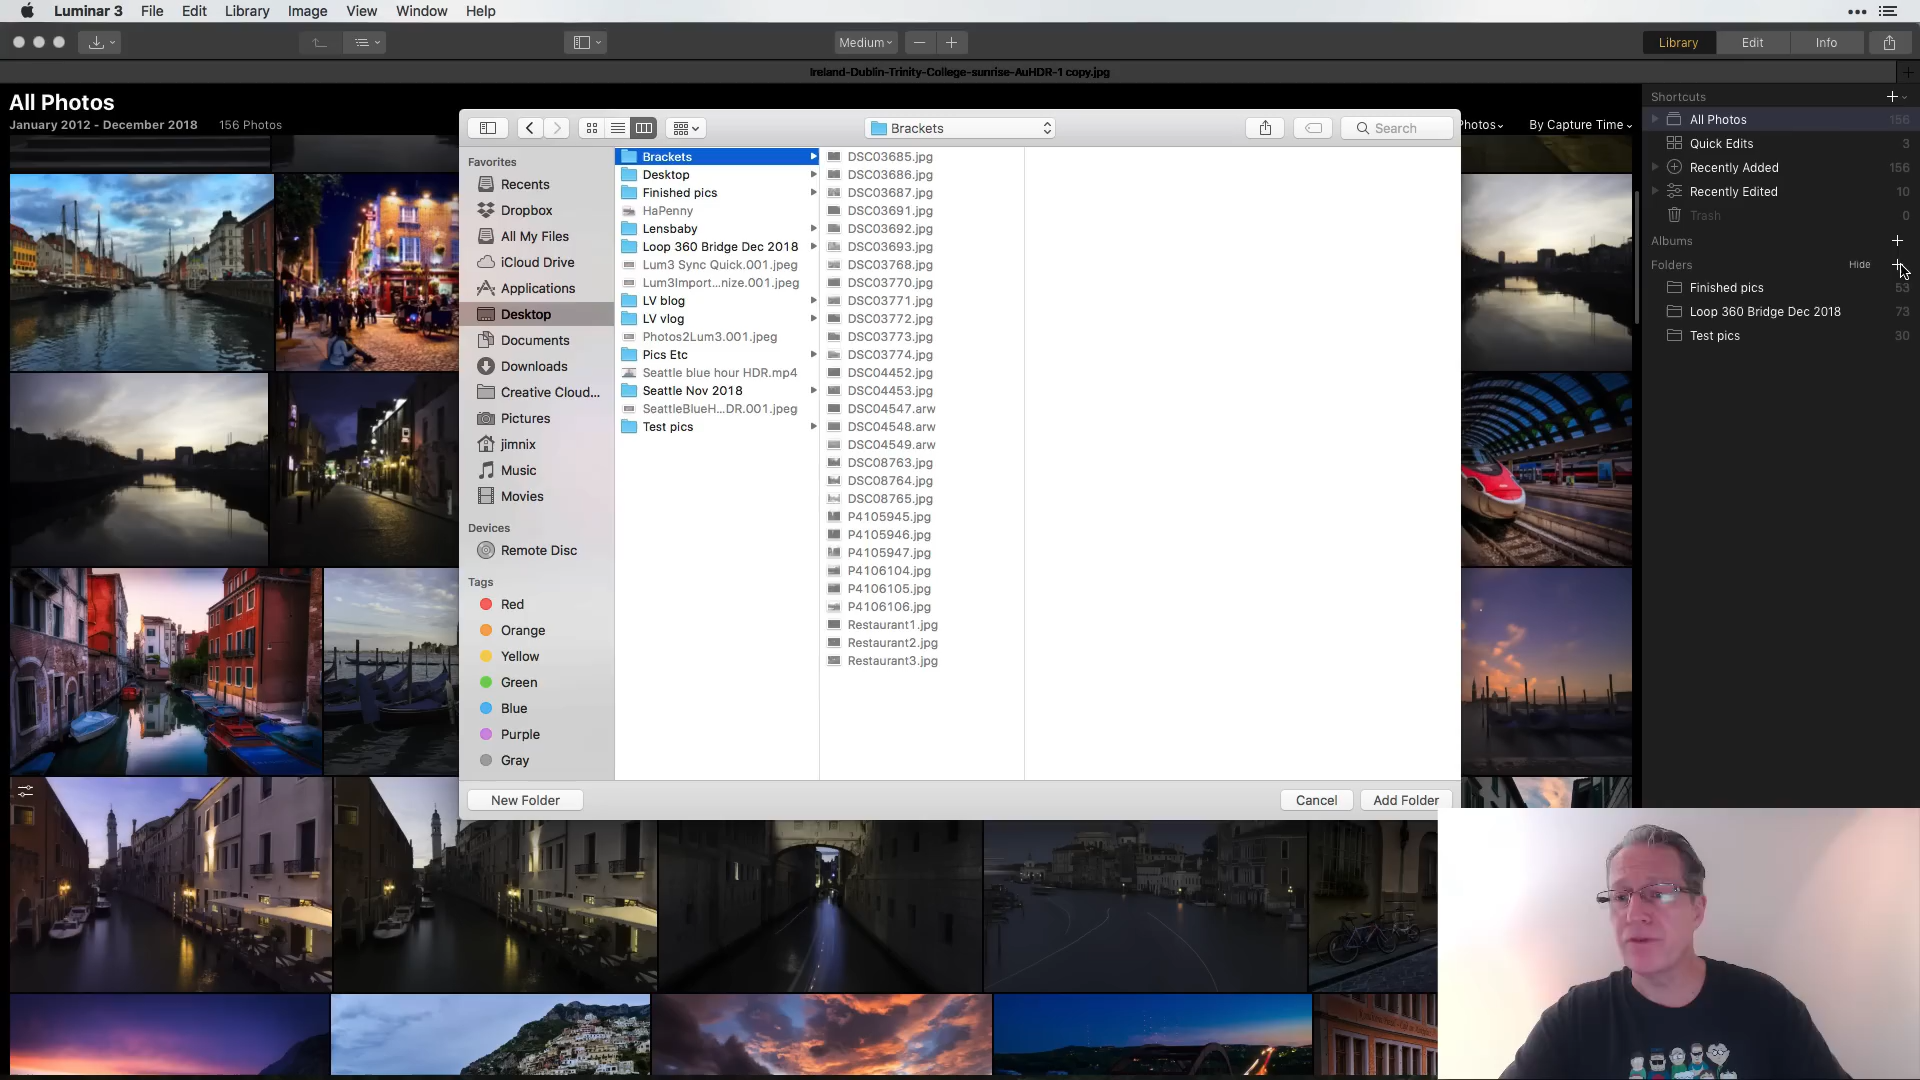 Luminar 3 File Edit Library Image View Window Help
Medium
Library Edit Info
Ireland-Dublin-Trinity-College-sunrise-AuHDR-1 copy.jpg
All Photos
January 2012 - December 2018 156 Photos
Photos
By Capture Time
Brackets
Search
Favorites
Recents
Dropbox
All My Files
iCloud Drive
Applications
Desktop
Documents
Downloads
Creative Cloud...
Pictures
jimnix
Music
Movies
Devices
Remote Disc
Tags
Red
Orange
Yellow
Green
Blue
Purple
Gray
Brackets
Desktop
Finished pics
HaPenny
Lensbaby
Loop 360 Bridge Dec 2018
Lum3 Sync Quick.001.jpeg
Lum3Import...nize.001.jpeg
LV blog
LV vlog
Photos2Lum3.001.jpeg
Pics Etc
Seattle blue hour HDR.mp4
Seattle Nov 2018
SeattleBlueH...DR.001.jpeg
Test pics
DSC03685.jpg
DSC03686.jpg
DSC03687.jpg
DSC03691.jpg
DSC03692.jpg
DSC03693.jpg
DSC03768.jpg
DSC03770.jpg
DSC03771.jpg
DSC03772.jpg
DSC03773.jpg
DSC03774.jpg
DSC04452.jpg
DSC04453.jpg
DSC04547.arw
DSC04548.arw
DSC04549.arw
DSC08763.jpg
DSC08764.jpg
DSC08765.jpg
P4105945.jpg
P4105946.jpg
P4105947.jpg
P4106104.jpg
P4106105.jpg
P4106106.jpg
Restaurant1.jpg
Restaurant2.jpg
Restaurant3.jpg
New Folder
Cancel
Add Folder
Shortcuts
All Photos 156
Quick Edits 3
Recently Added 156
Recently Edited 10
Trash 0
Albums
Folders Hide
Finished pics 53
Loop 360 Bridge Dec 2018 73
Test pics 30